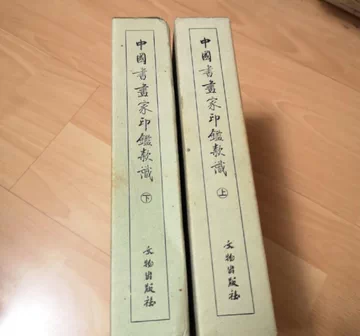 中國書畫家印鑑款識
上
文物出版社
中國書畫家印鑑款識
下
文物出版社